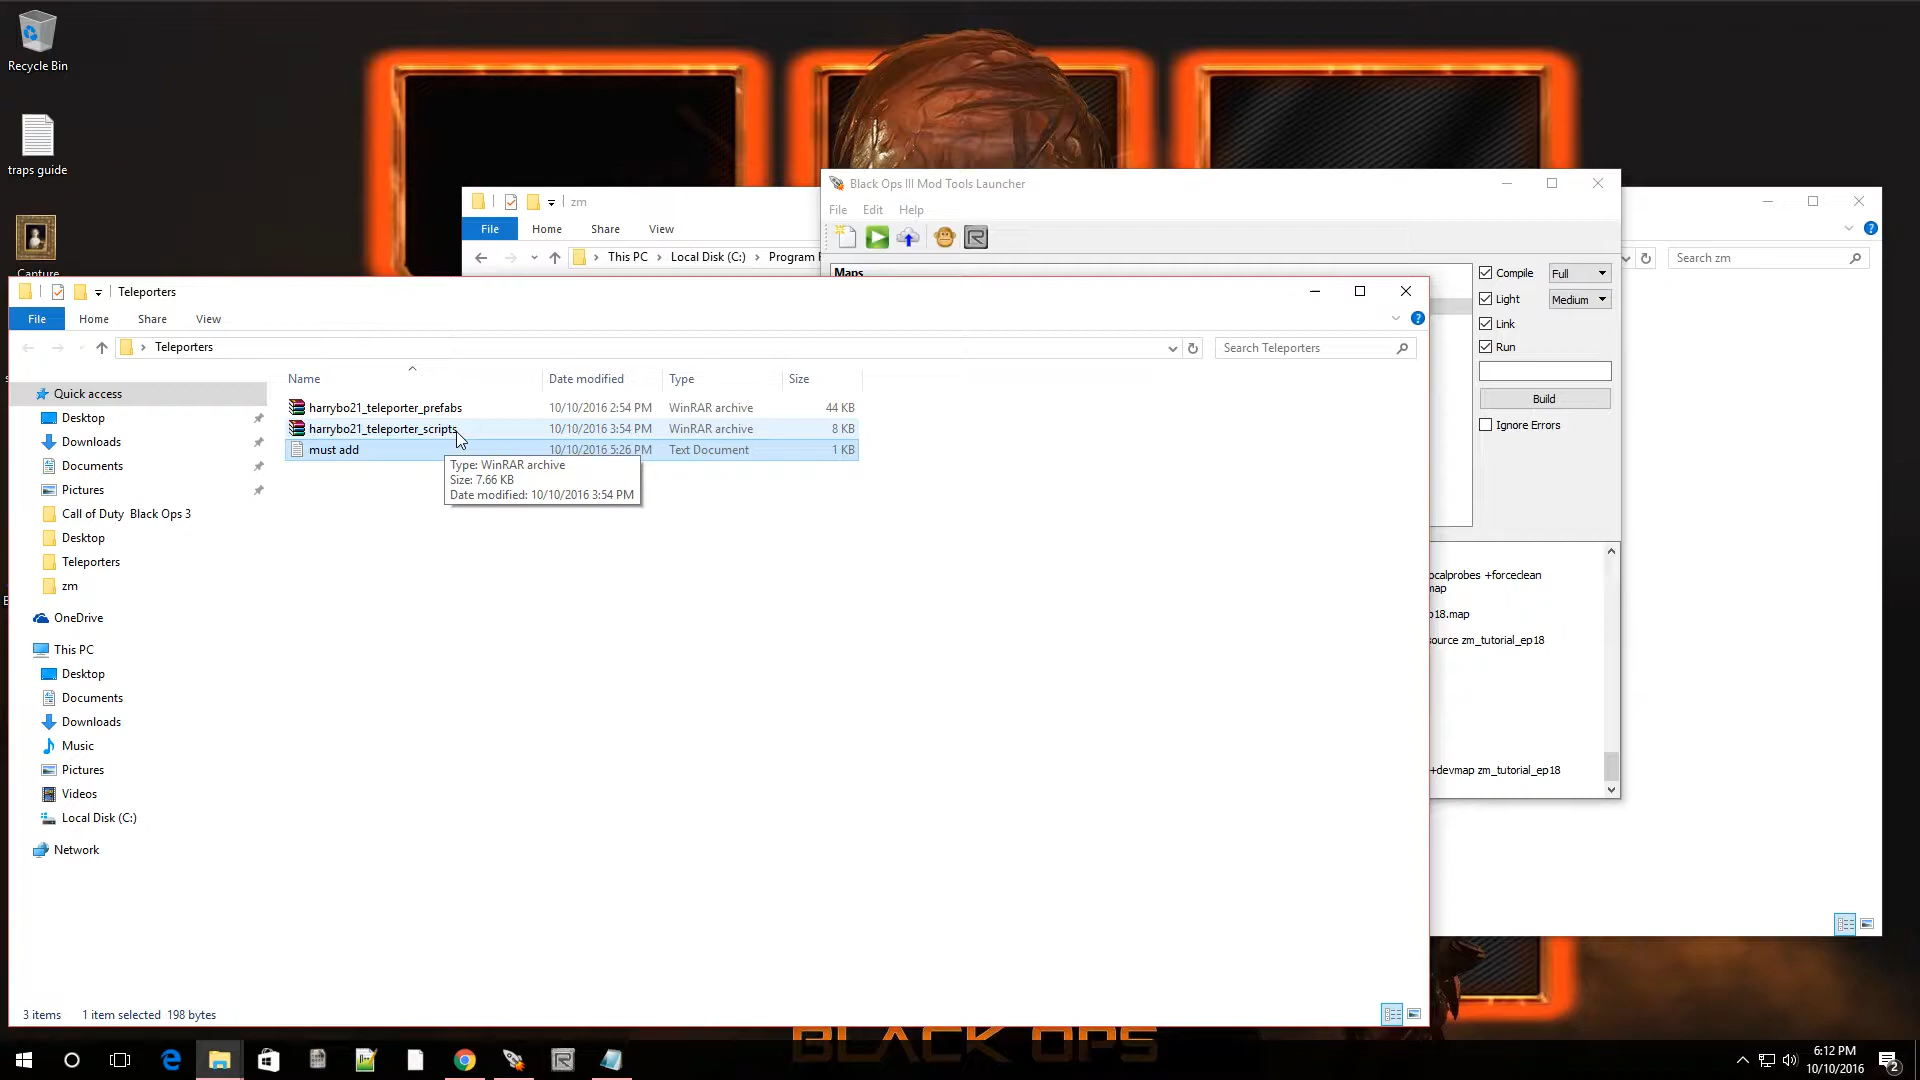 Recycle Bin
traps guide
Capture
zm
File Home Share View
This PC Local Disk (C:) Program
Search zm
Black Ops III Mod Tools Launcher
File Edit Help
Maps
Compile Full
Light Medium
Link
Run
Build
Ignore Errors
ocalprobes +forceclean
map
p18.map
source zm_tutorial_ep18
+devmap zm_tutorial_ep18
Teleporters
File Home Share View
Teleporters
Search Teleporters
Name Date modified Type Size
harrybo21_teleporter_prefabs 10/10/2016 2:54 PM WinRAR archive 44 KB
harrybo21_teleporter_scripts 10/10/2016 3:54 PM WinRAR archive 8 KB
must add 10/10/2016 5:26 PM Text Document 1 KB
Type: WinRAR archive
Size: 7.66 KB
Date modified: 10/10/2016 3:54 PM
Quick access
Desktop
Downloads
Documents
Pictures
Call of Duty Black Ops 3
Desktop
Teleporters
zm
OneDrive
This PC
Desktop
Documents
Downloads
Music
Pictures
Videos
Local Disk (C:)
Network
3 items 1 item selected 198 bytes
BLACK OPS
6:12 PM
10/10/2016
2